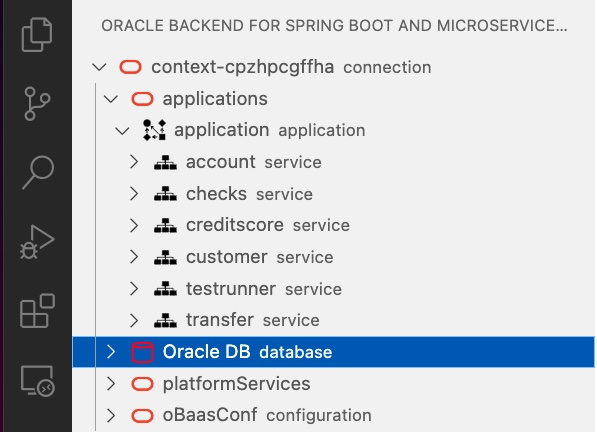 ORACLE BACKEND FOR SPRING BOOT AND MICROSERVICE...
context-cpzhpcgffha connection
applications
application application
account service
checks service
creditscore service
customer service
testrunner service
transfer service
Oracle DB database
platformServices
oBaasConf configuration